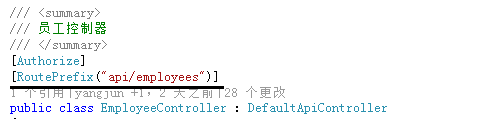 /// <summary>
/// 员工控制器
/// </summary>
[Authorize]
[RoutePrefix("api/employees")]
1 个引用|yangjun +1, 2 天之前|28 个更改
public class EmployeeController : DefaultApiController